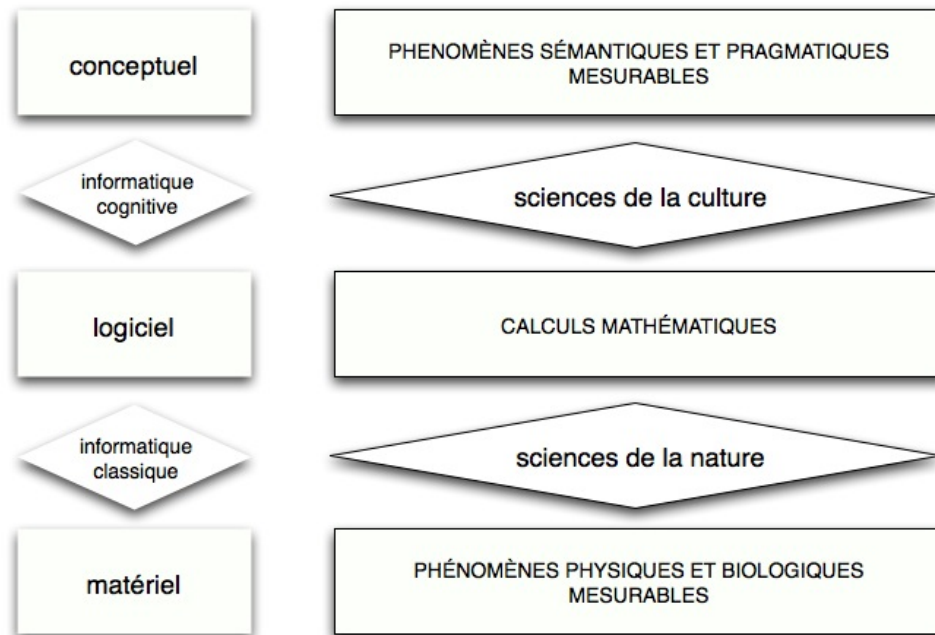 conceptuel
PHENOMÈNES SÉMANTIQUES ET PRAGMATIQUES
MESURABLES
informatique
cognitive
sciences de la culture
logiciel
CALCULS MATHÉMATIQUES
informatique
classique
sciences de la nature
matériel
PHÉNOMÈNES PHYSIQUES ET BIOLOGIQUES
MESURABLES